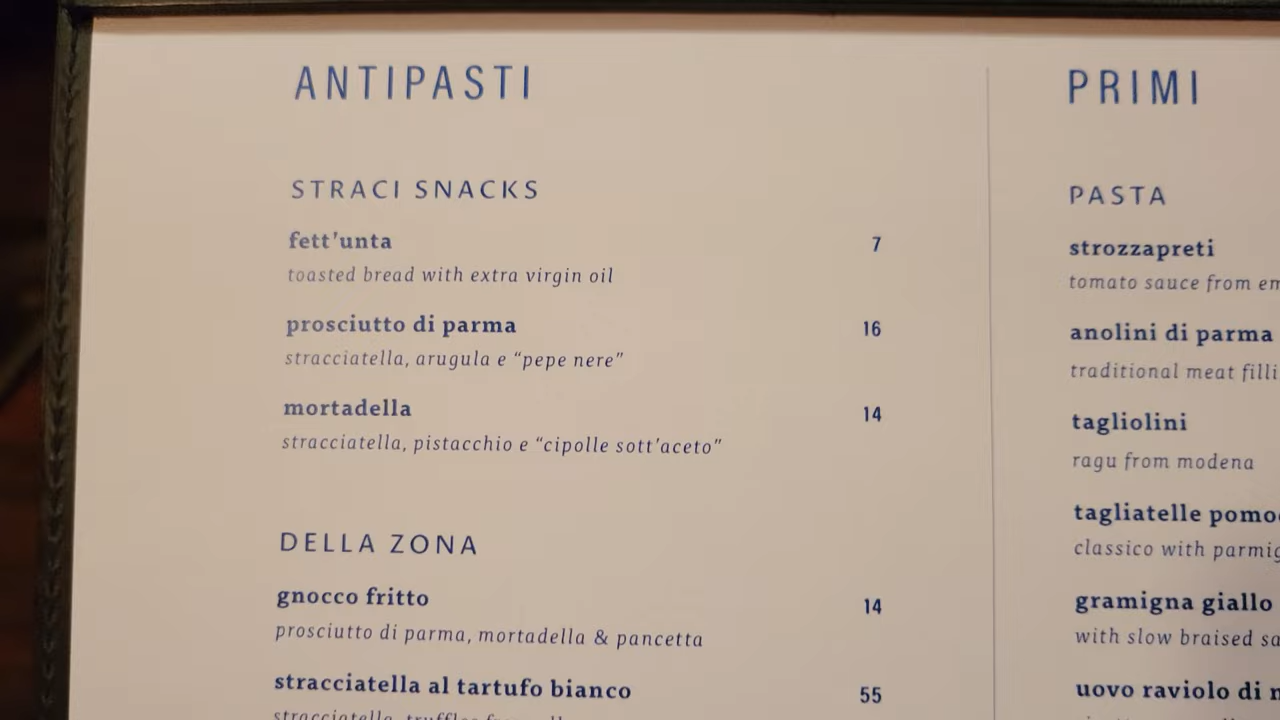 ANTIPASTI
STRACI SNACKS
fett'unta 7
toasted bread with extra virgin oil
prosciutto di parma 16
stracciatella, arugula e “pepe nere”
mortadella 14
stracciatella, pistacchio e “cipolle sott'aceto”
DELLA ZONA
gnocco fritto 14
prosciutto di parma, mortadella & pancetta
stracciatella al tartufo bianco 55
stracciatella, truffles
PRIMI
PASTA
strozzapreti
tomato sauce from
anolini di parma
traditional meat
tagliolini
ragu from modena
tagliatelle
classico with
gramigna giallo
with slow braised
uovo raviolo di